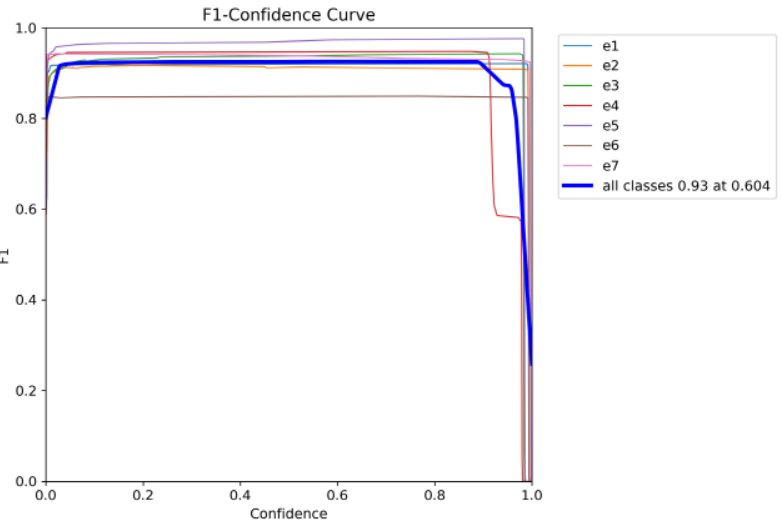 F1-Confidence Curve
1.0
0.8
0.6
0.4
0.2
0.0
F1
0.0 0.2 0.4 0.6 0.8 1.0
Confidence
e1
e2
e3
e4
e5
e6
e7
all classes 0.93 at 0.604